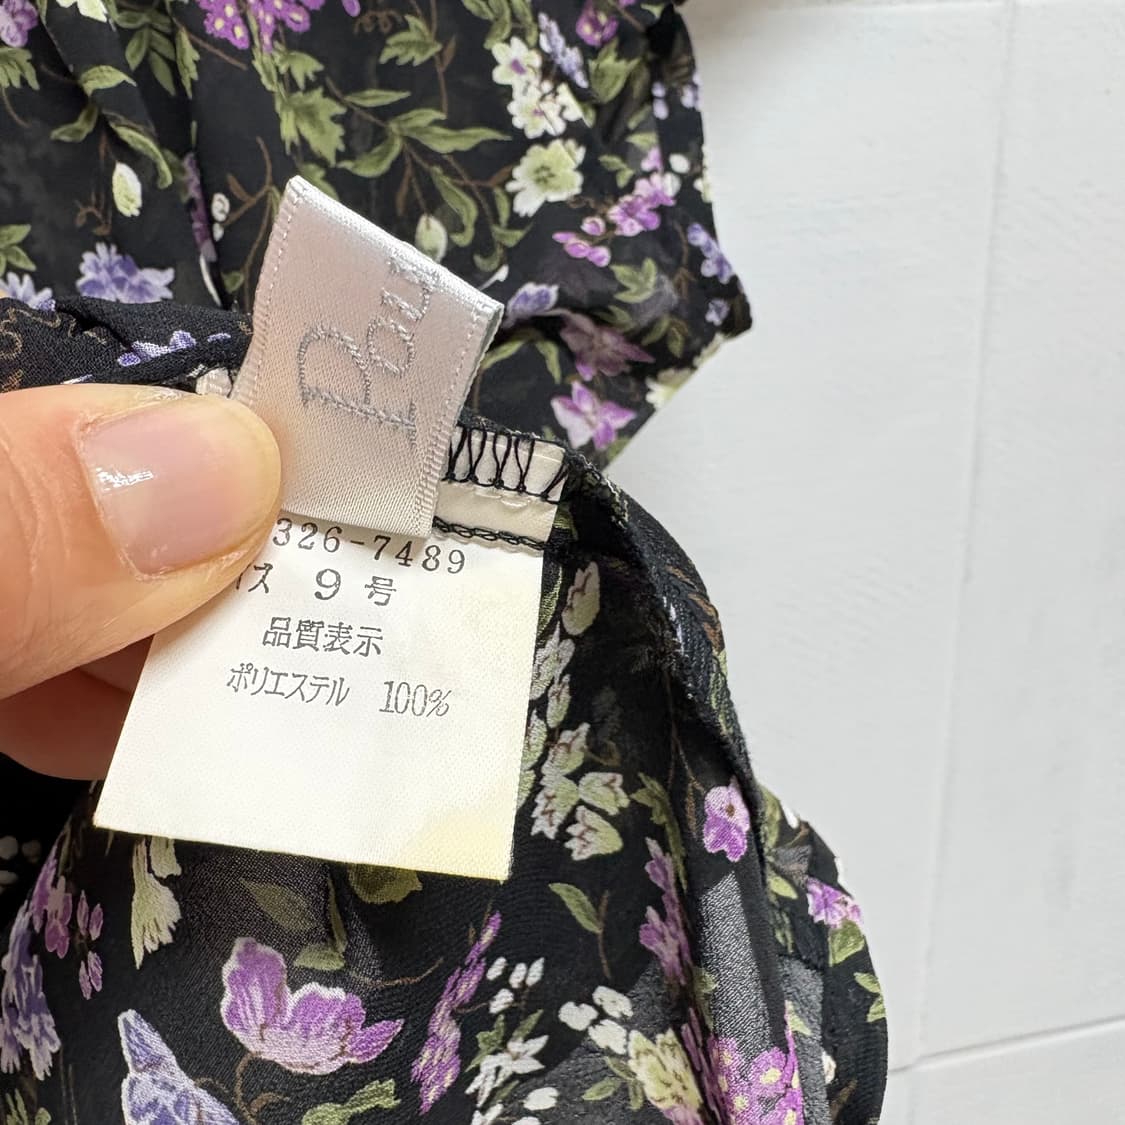 326-7489
イズ 9 号
品質表示
ポリエステル 100%